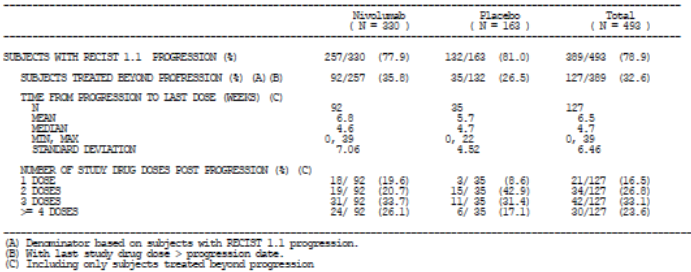 Nivolumab Placebo Total
( N = 330 ) ( N = 163 ) ( N = 493 )
SUBJECTS WITH RECIST 1.1 PROGRESSION (%) 257/330 (77.9) 132/163 (81.0) 389/493 (78.9)
SUBJECTS TREATED BEYOND PROFRESSION (%) (A)(B) 92/257 (35.8) 35/132 (26.5) 127/389 (32.6)
TIME FROM PROGRESSION TO LAST DOSE (WEEKS) (C)
N 92 35 127
MEAN 6.8 5.7 6.5
MEDIAN 4.6 4.7 4.7
MIN, MAX 0, 39 0, 22 0, 39
STANDARD DEVIATION 7.06 4.52 6.46
NUMBER OF STUDY DRUG DOSES POST PROGRESSION (%) (C)
1 DOSE 18/ 92 (19.6) 3/ 35 (8.6) 21/127 (16.5)
2 DOSES 19/ 92 (20.7) 15/ 35 (42.9) 34/127 (26.8)
3 DOSES 31/ 92 (33.7) 11/ 35 (31.4) 42/127 (33.1)
>= 4 DOSES 24/ 92 (26.1) 6/ 35 (17.1) 30/127 (23.6)
(A) Denominator based on subjects with RECIST 1.1 progression.
(B) With last study drug dose > progression date.
(C) Including only subjects treated beyond progression